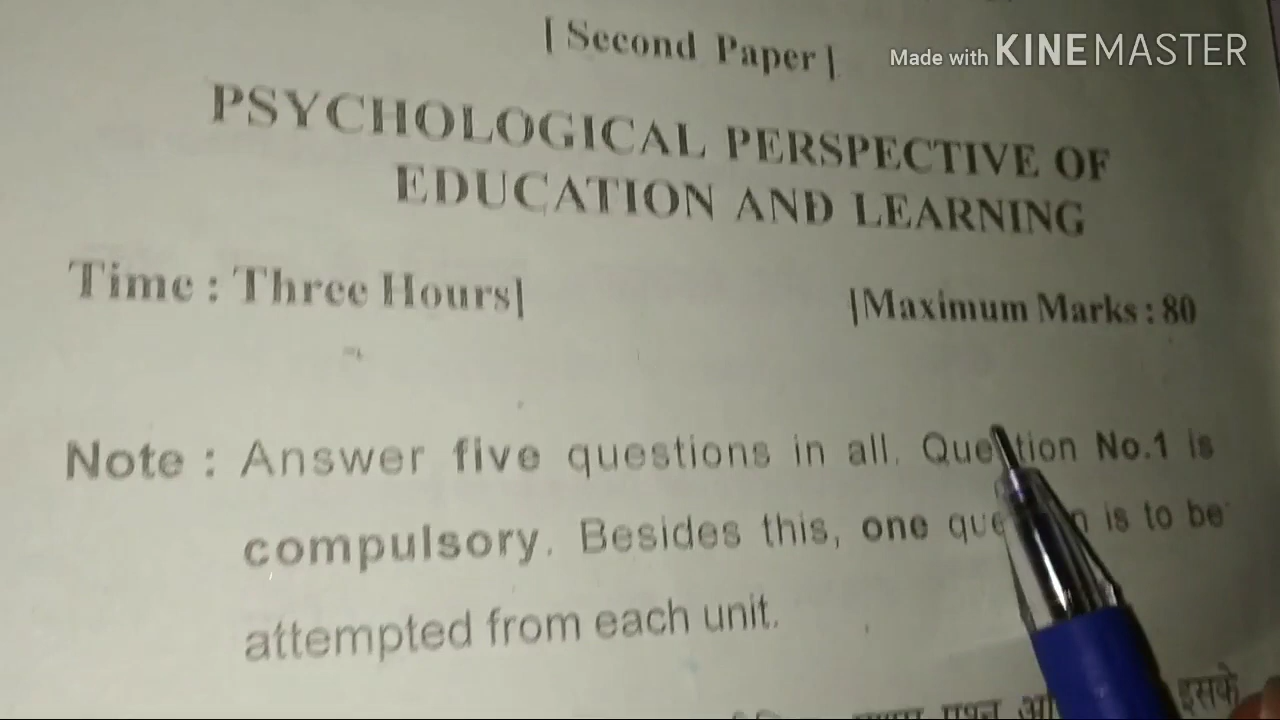 [Second Paper]
Made with KINEMASTER
PSYCHOLOGICAL PERSPECTIVE OF
EDUCATION AND LEARNING
Time : Three Hours]
[Maximum Marks : 80
Note : Answer five questions in all. Question No.1 is
compulsory. Besides this, one question is to be
attempted from each unit.
प्रश्न इसके